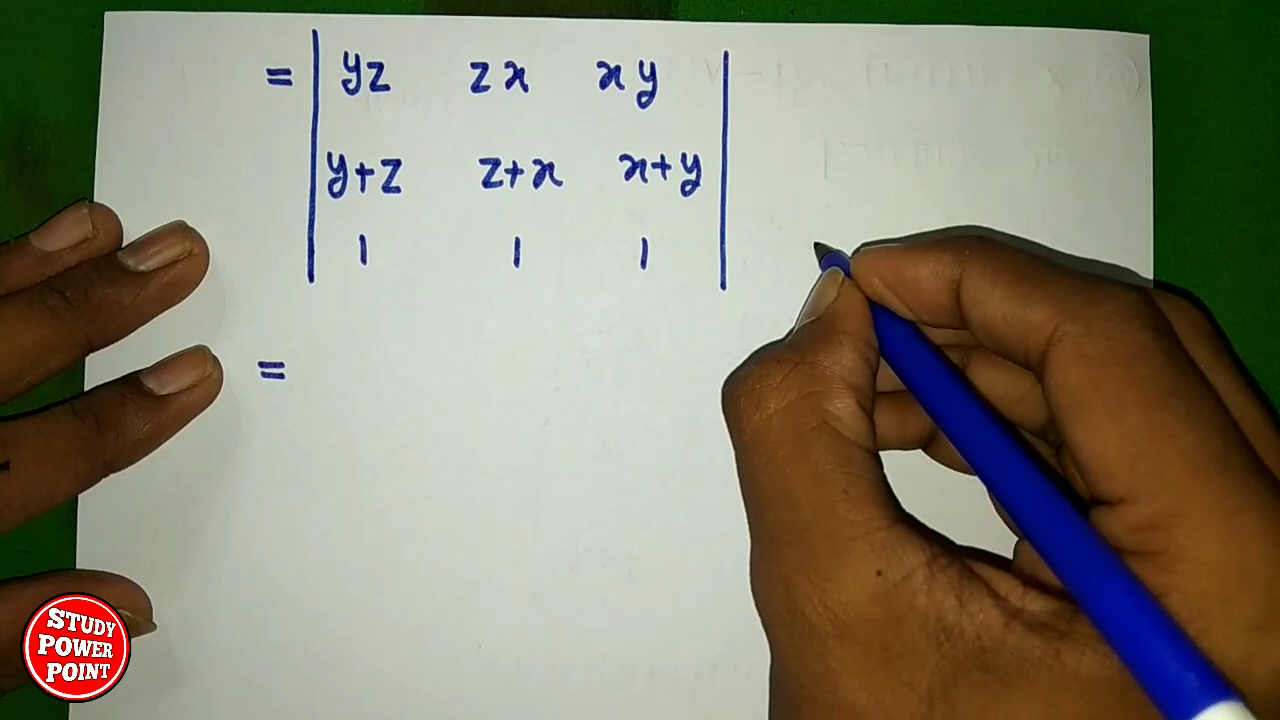 = | yz zx xy |
| y+z z+x x+y |
| 1 1 1 |
=
STUDY
POWER
POINT